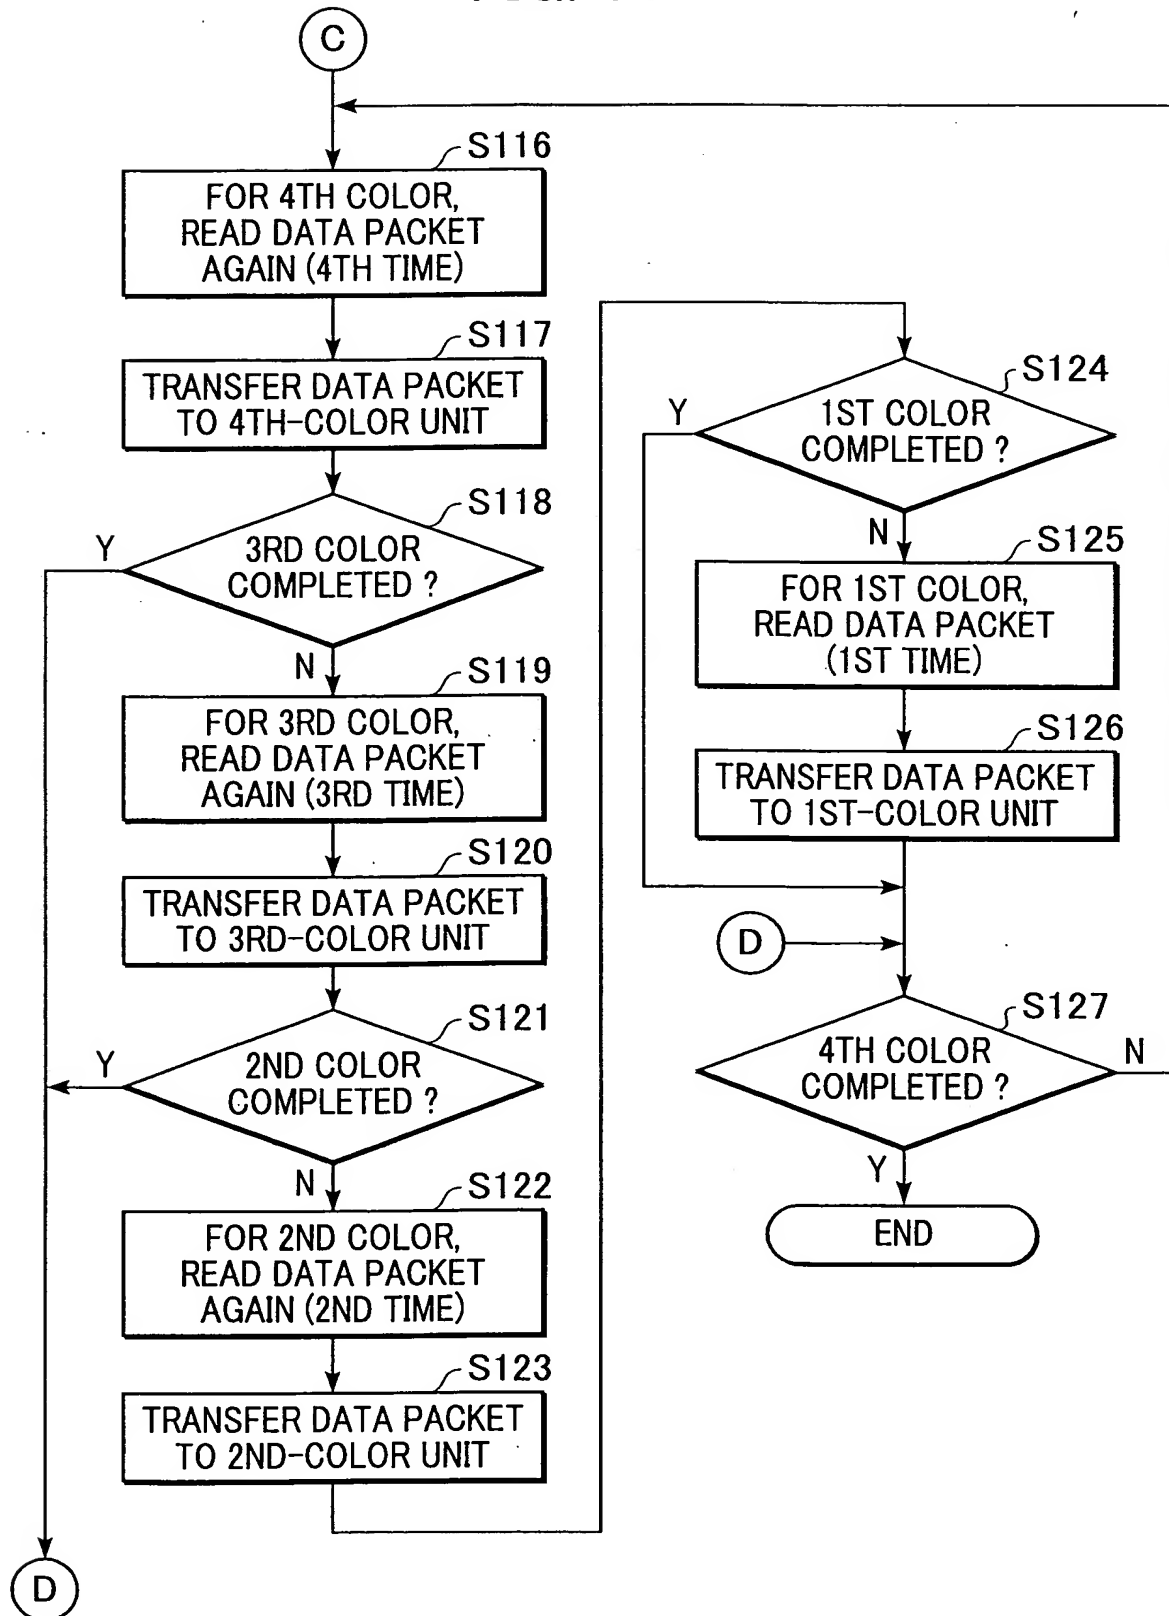 C
S116
FOR 4TH COLOR,
READ DATA PACKET
AGAIN (4TH TIME)
S117
TRANSFER DATA PACKET
TO 4TH-COLOR UNIT
S118
Y
3RD COLOR
COMPLETED ?
N
S119
FOR 3RD COLOR,
READ DATA PACKET
AGAIN (3RD TIME)
S120
TRANSFER DATA PACKET
TO 3RD-COLOR UNIT
S121
Y
2ND COLOR
COMPLETED ?
N
S122
FOR 2ND COLOR,
READ DATA PACKET
AGAIN (2ND TIME)
S123
TRANSFER DATA PACKET
TO 2ND-COLOR UNIT
D
S124
Y
1ST COLOR
COMPLETED ?
N
S125
FOR 1ST COLOR,
READ DATA PACKET
(1ST TIME)
S126
TRANSFER DATA PACKET
TO 1ST-COLOR UNIT
D
S127
4TH COLOR
COMPLETED ?
N
Y
END